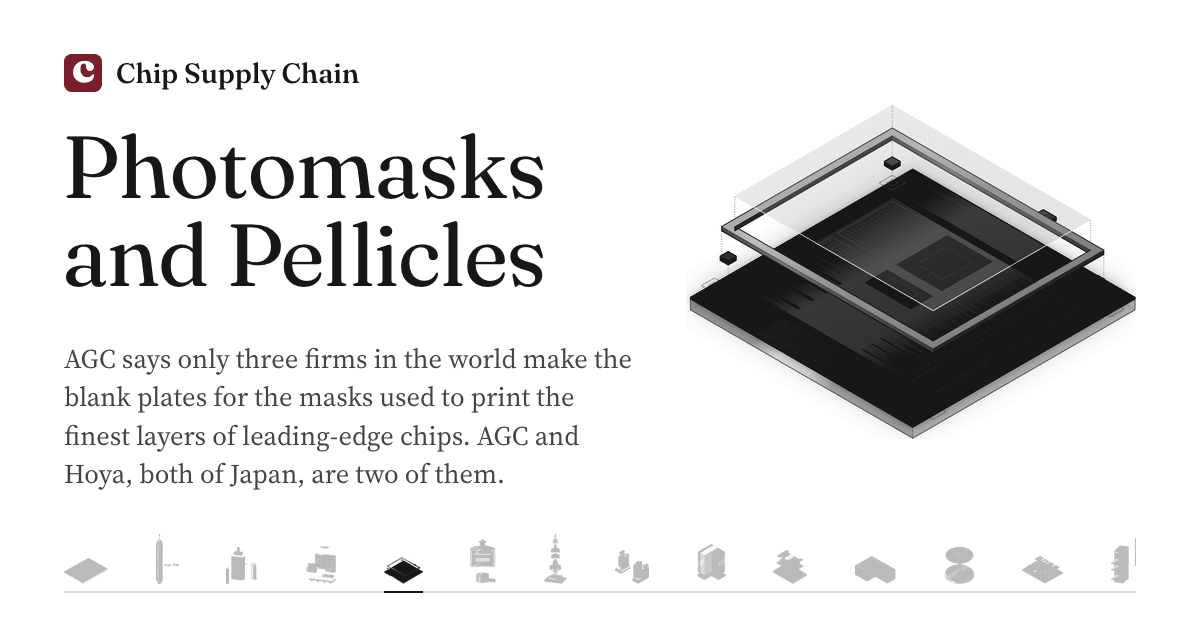 Chip Supply Chain
Photomasks
and Pellicles
AGC says only three firms in the world make the
blank plates for the masks used to print the
finest layers of leading-edge chips. AGC and
Hoya, both of Japan, are two of them.